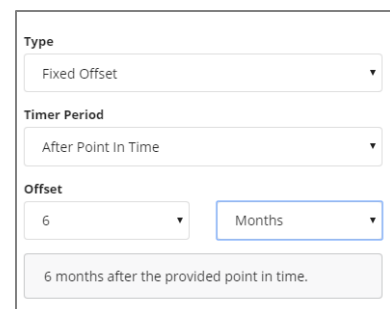 Type
Fixed Offset
Timer Period
After Point In Time
Offset
6 Months
6 months after the provided point in time.